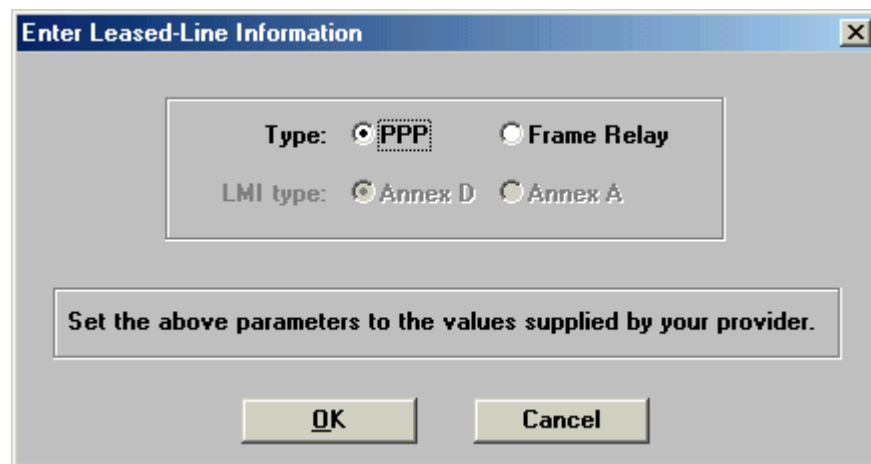 Enter Leased-Line Information
Type: PPP Frame Relay
LMI type: Annex D Annex A
Set the above parameters to the values supplied by your provider.
OK Cancel